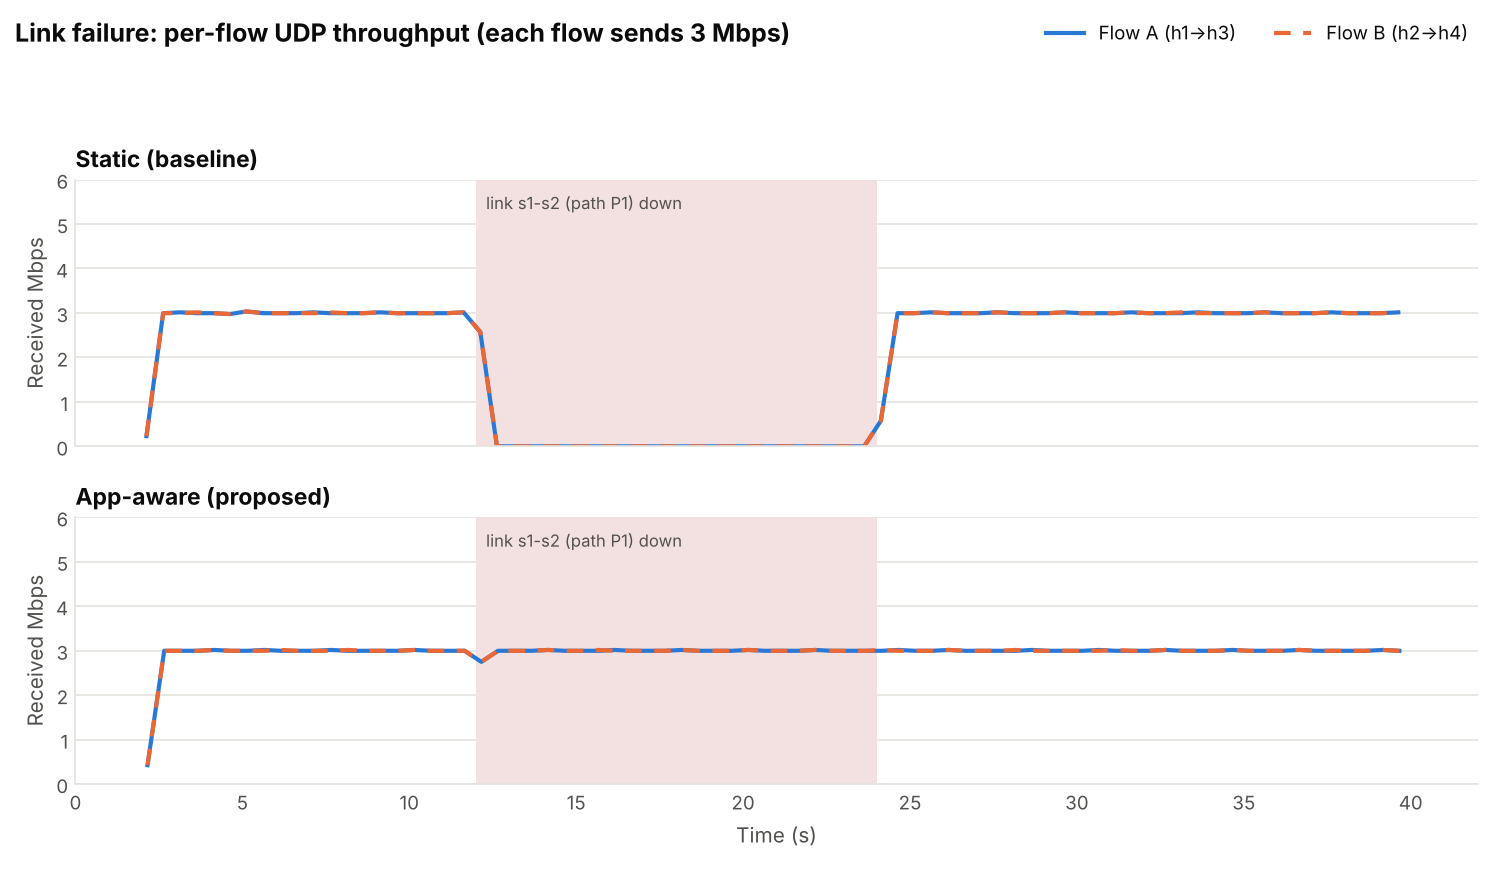 Link failure: per-flow UDP throughput (each flow sends 3 Mbps)
Flow A (h1→h3)
Flow B (h2→h4)
Static (baseline)
Received Mbps
6
5
4
3
2
1
0
link s1-s2 (path P1) down
App-aware (proposed)
Received Mbps
6
5
4
3
2
1
0
link s1-s2 (path P1) down
0 5 10 15 20 25 30 35 40
Time (s)